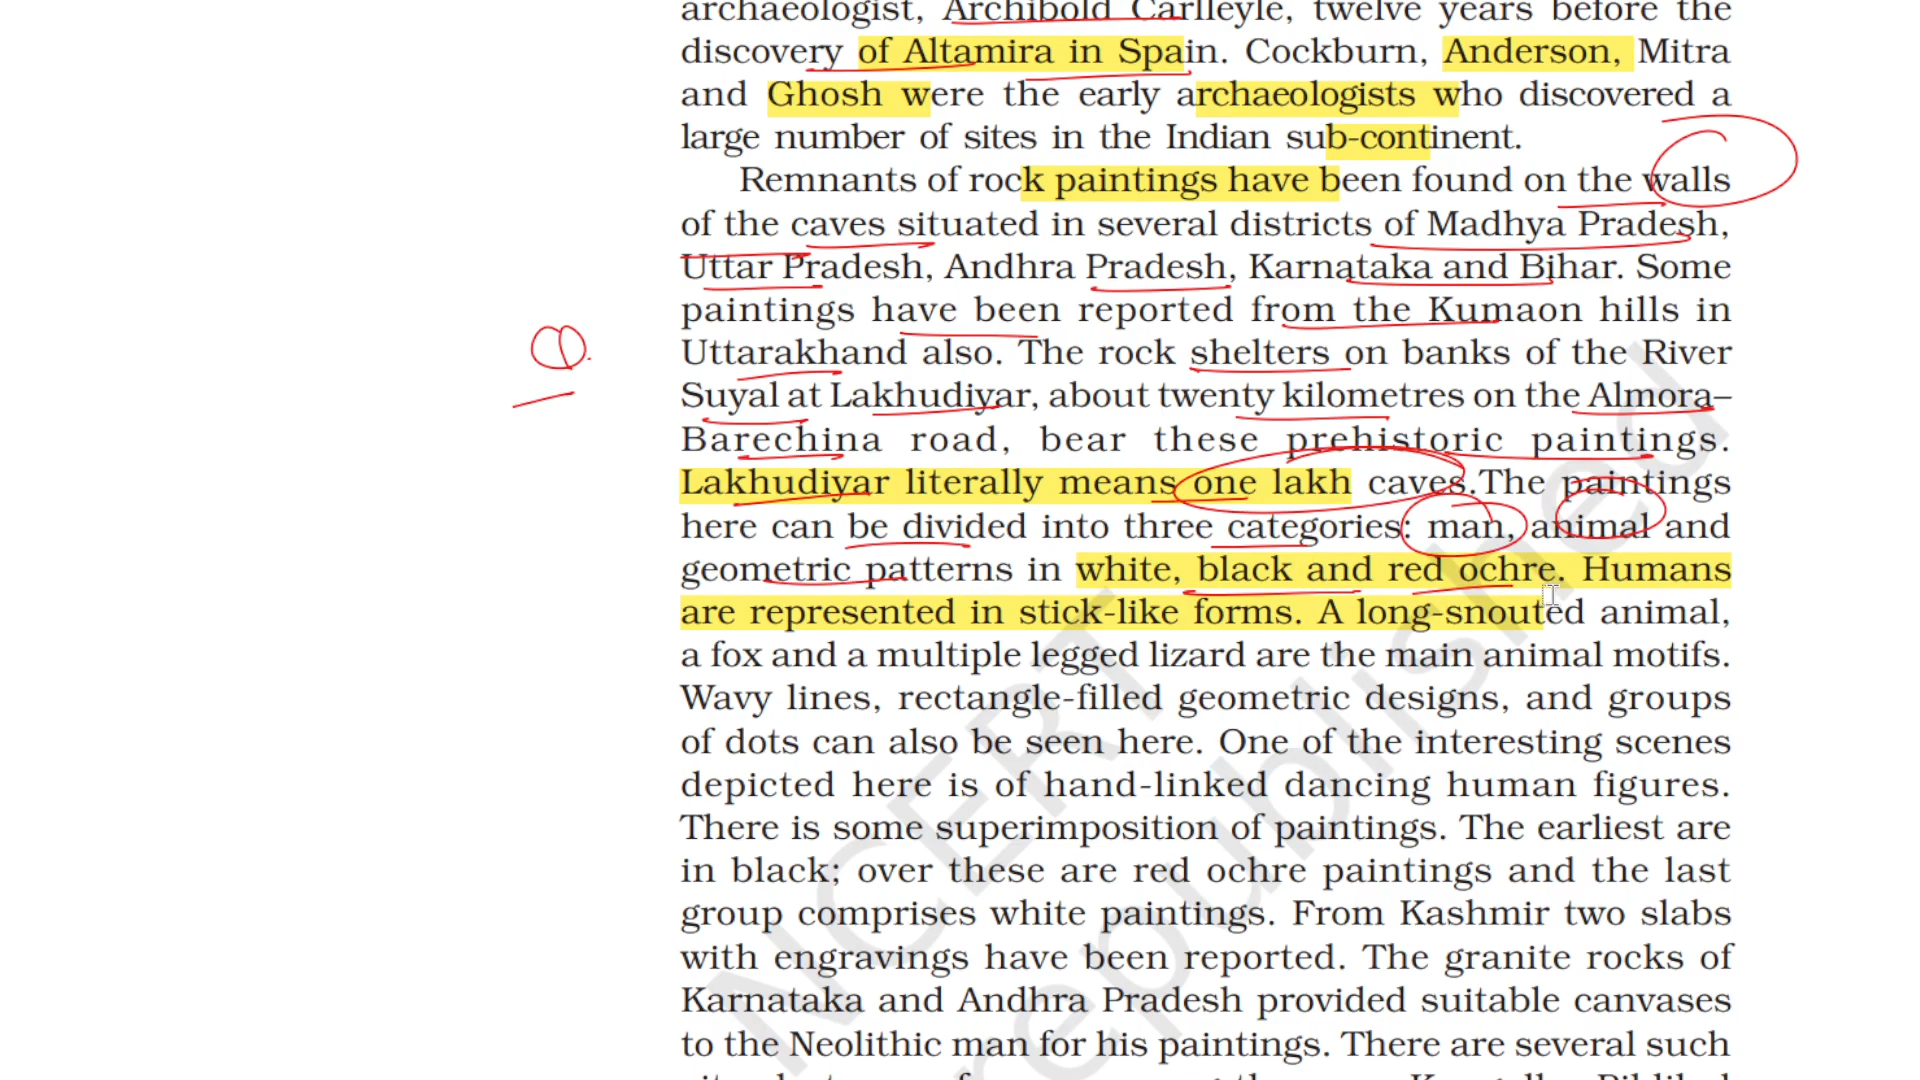 archaeologist, Archibold Carlleyle, twelve years before the
discovery of Altamira in Spain. Cockburn, Anderson, Mitra
and Ghosh were the early archaeologists who discovered a
large number of sites in the Indian sub-continent.
Remnants of rock paintings have been found on the walls
of the caves situated in several districts of Madhya Pradesh,
Uttar Pradesh, Andhra Pradesh, Karnataka and Bihar. Some
paintings have been reported from the Kumaon hills in
Uttarakhand also. The rock shelters on banks of the River
Suyal at Lakhudiyar, about twenty kilometres on the Almora–
Barechina road, bear these prehistoric paintings.
Lakhudiyar literally means one lakh caves.The paintings
here can be divided into three categories: man, animal and
geometric patterns in white, black and red ochre. Humans
are represented in stick-like forms. A long-snouted animal,
a fox and a multiple legged lizard are the main animal motifs.
Wavy lines, rectangle-filled geometric designs, and groups
of dots can also be seen here. One of the interesting scenes
depicted here is of hand-linked dancing human figures.
There is some superimposition of paintings. The earliest are
in black; over these are red ochre paintings and the last
group comprises white paintings. From Kashmir two slabs
with engravings have been reported. The granite rocks of
Karnataka and Andhra Pradesh provided suitable canvases
to the Neolithic man for his paintings. There are several such
NCERT
republished